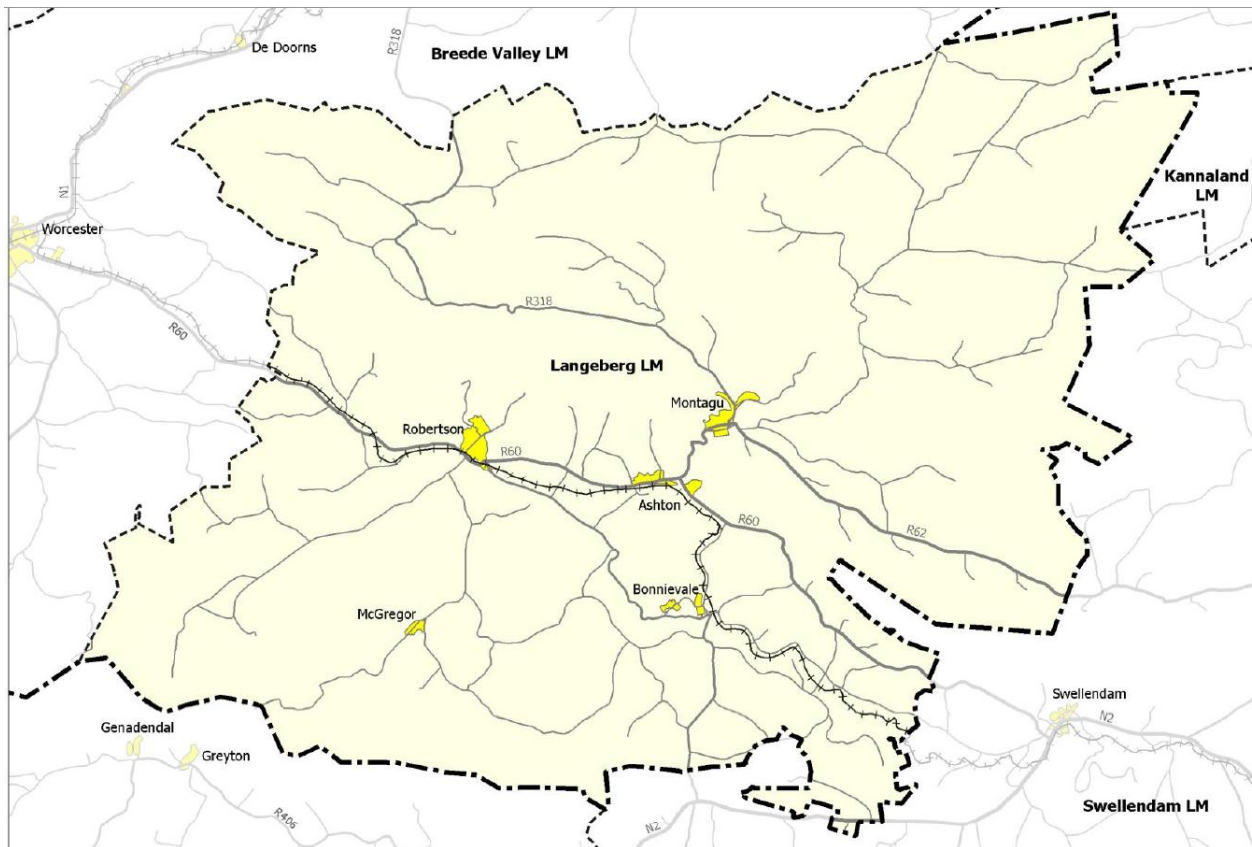 De Doorns
R318
Breede Valley LM
N1
Kannaland
LM
Worcester
R318
R60
Langeberg LM
Montagu
Robertson
R60
Ashton
R60
R62
Bonnievale
McGregor
Swellendam
N2
Genadendal
Greyton
R406
N2
Swellendam LM